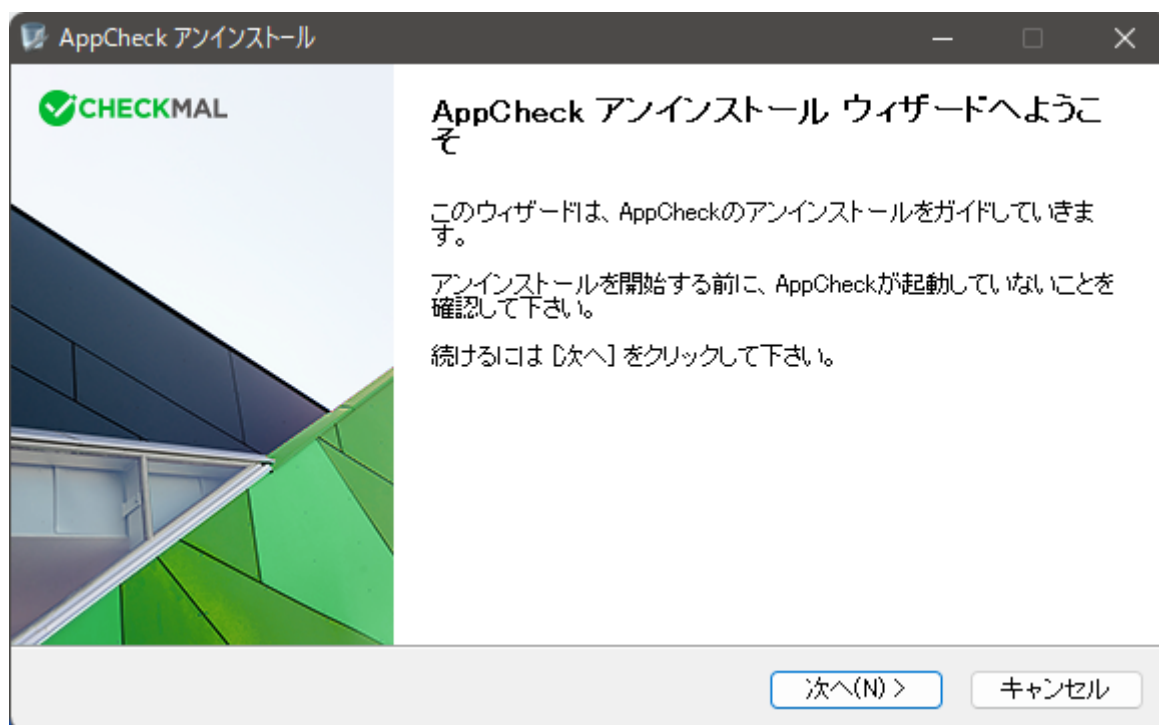 AppCheck アンインストール
CHECKMAL
AppCheck アンインストール ウィザードへようこ
そ
このウィザードは、AppCheckのアンインストールをガイドしていきま
す。
アンインストールを開始する前に、AppCheckが起動していないことを
確認して下さい。
続けるには [次へ] をクリックして下さい。
次へ(N) >
キャンセル